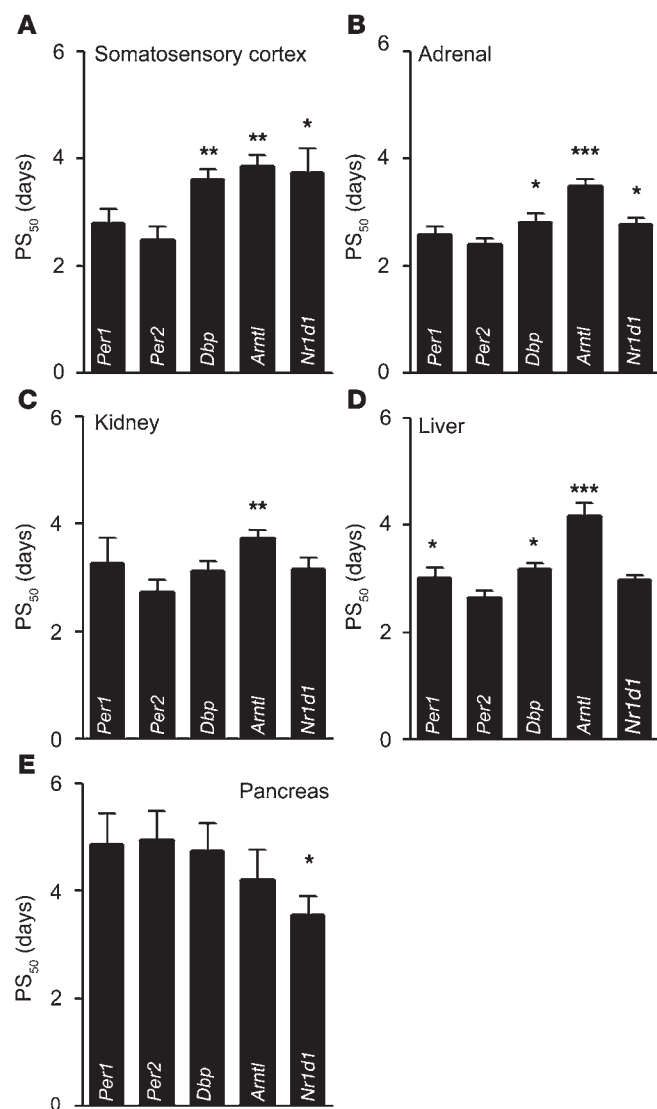 A
Somatosensory cortex
6
4
2
0
PS50 (days)
** ** *
Per1 Per2 Dbp Arntl Nr1d1
B
Adrenal
6
4
2
0
PS50 (days)
* *** *
Per1 Per2 Dbp Arntl Nr1d1
C
Kidney
6
4
2
0
PS50 (days)
**
Per1 Per2 Dbp Arntl Nr1d1
D
Liver
6
4
2
0
PS50 (days)
* * ***
Per1 Per2 Dbp Arntl Nr1d1
E
Pancreas
6
4
2
0
PS50 (days)
*
Per1 Per2 Dbp Arntl Nr1d1